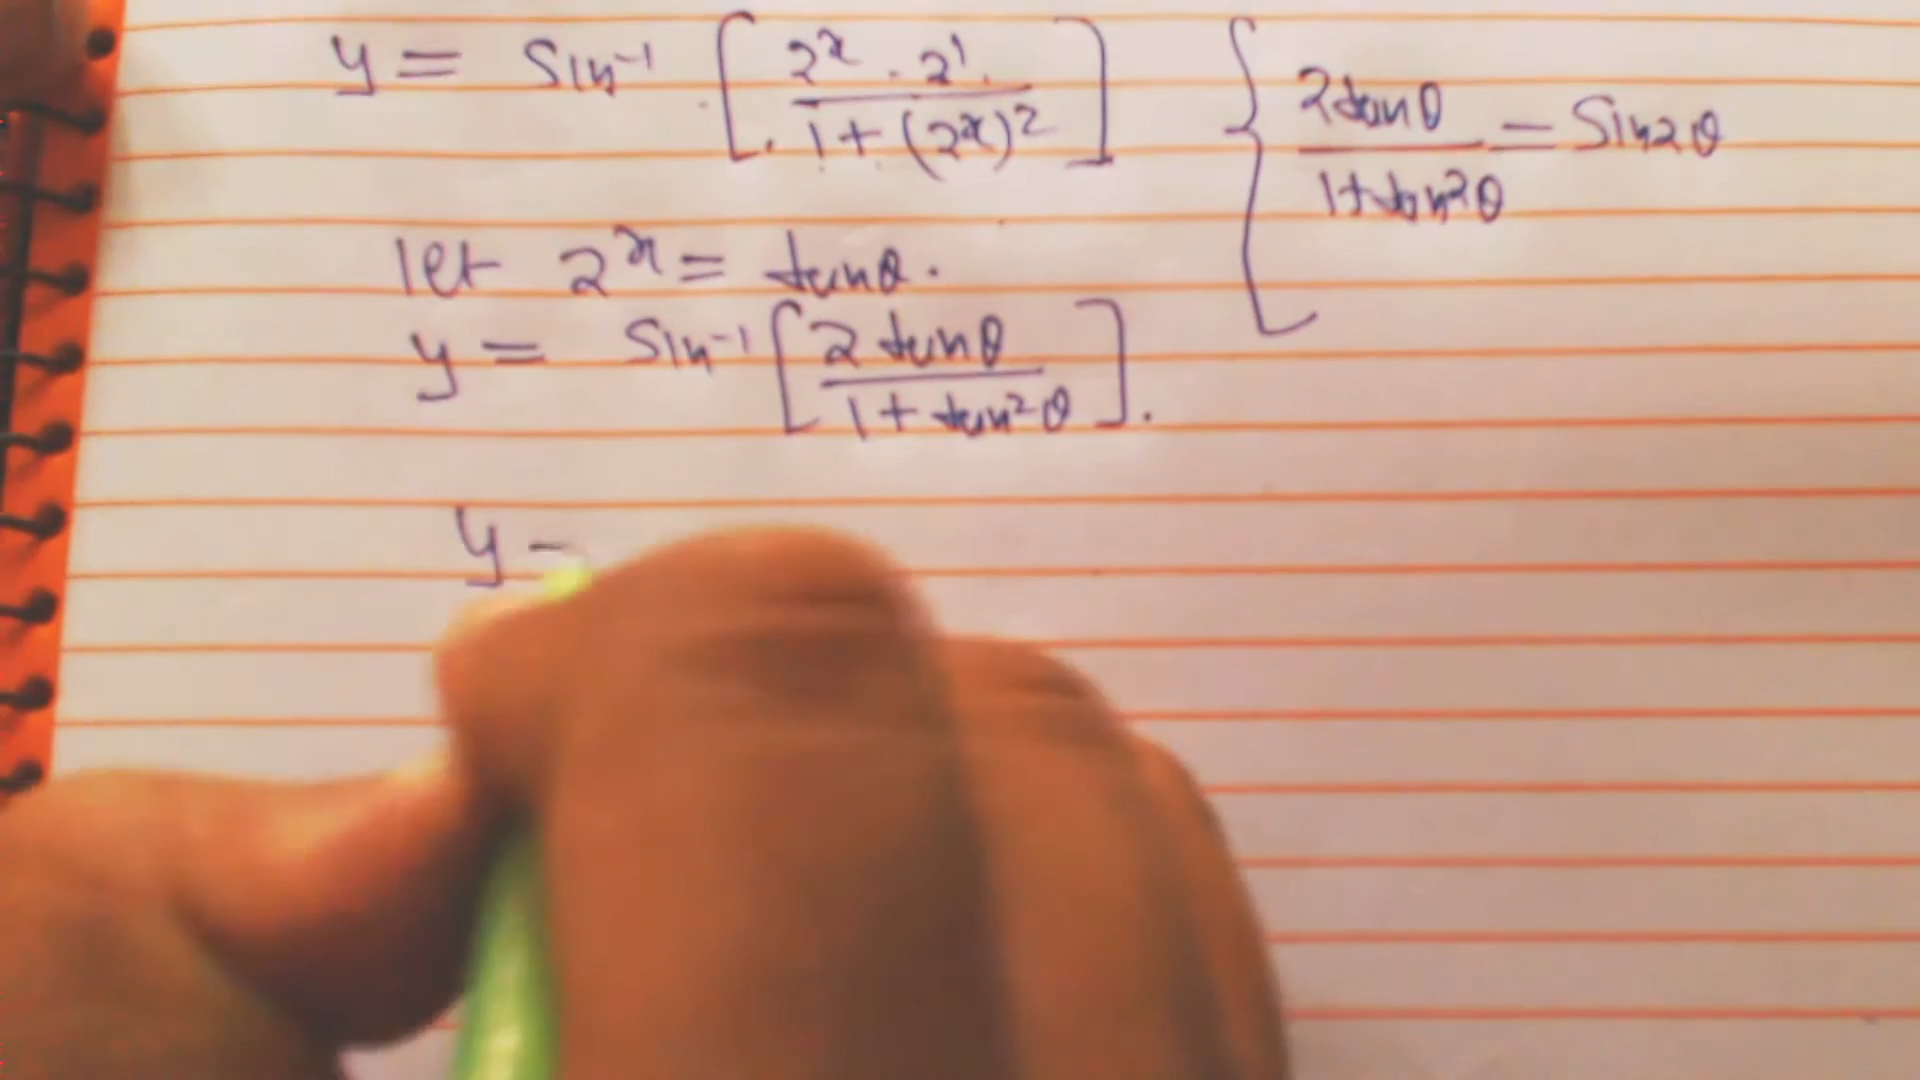 y = Sin⁻¹ [ 2ˣ . 2¹ / 1 + (2ˣ)² ] { 2tanθ / 1+tan²θ = Sin2θ
let 2ˣ = tanθ.
y = Sin⁻¹ [ 2 tanθ / 1 + tan²θ ].
y =